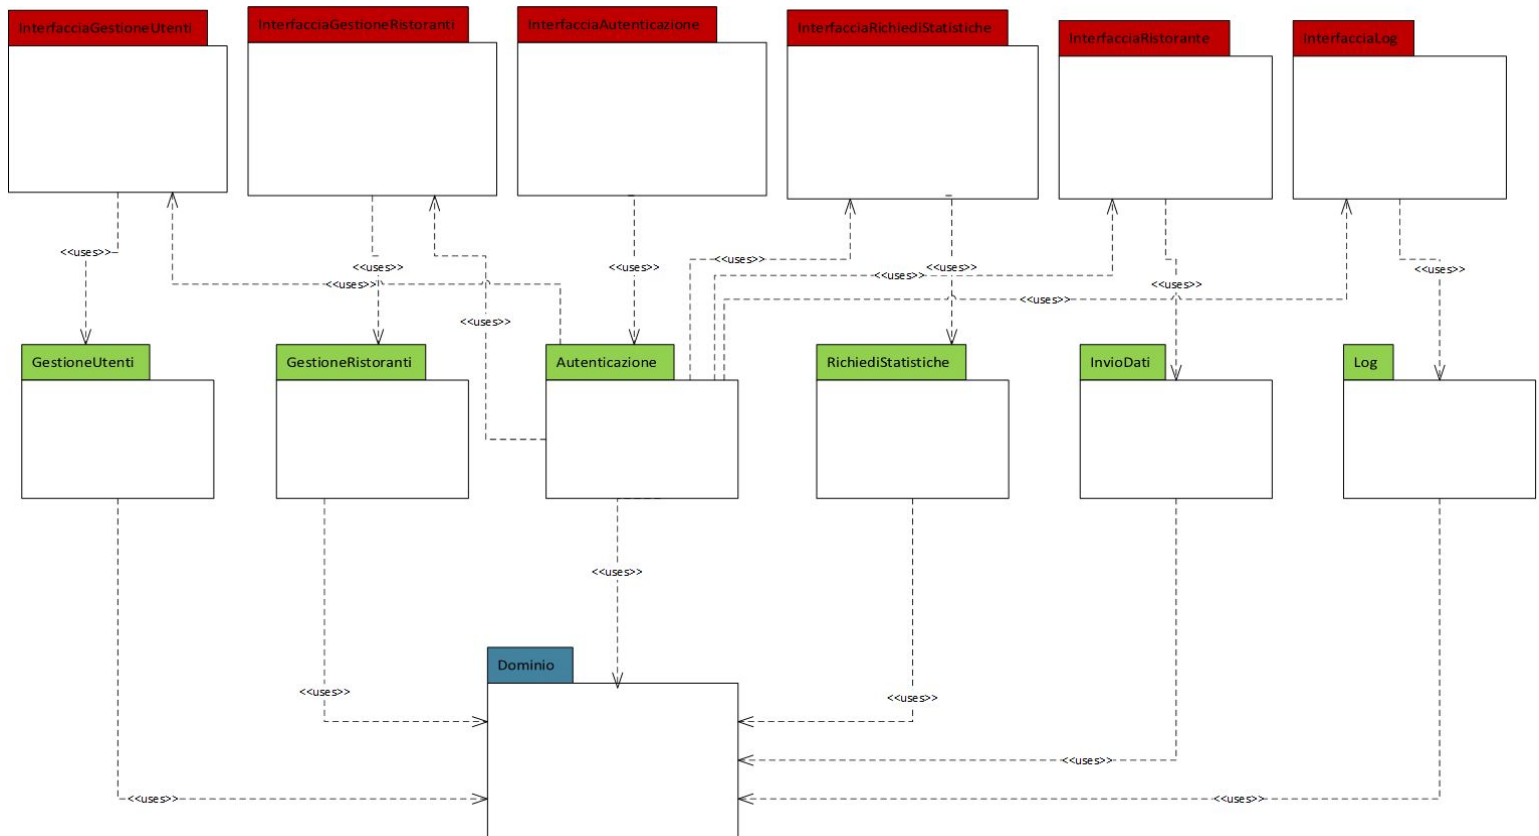 InterfacciaGestioneUtenti
InterfacciaGestioneRistoranti
InterfacciaAutenticazione
InterfacciaRichiediStatistiche
InterfacciaRistorante
InterfacciaLog
<<uses>>
<<uses>>
<<uses>>
<<uses>>
<<uses>>
<<uses>>
<<uses>>
<<uses>>
<<uses>>
<<uses>>
<<uses>>
GestioneUtenti
GestioneRistoranti
Autenticazione
RichiediStatistiche
InvioDati
Log
<<uses>>
Dominio
<<uses>>
<<uses>>
<<uses>>
<<uses>>
<<uses>>